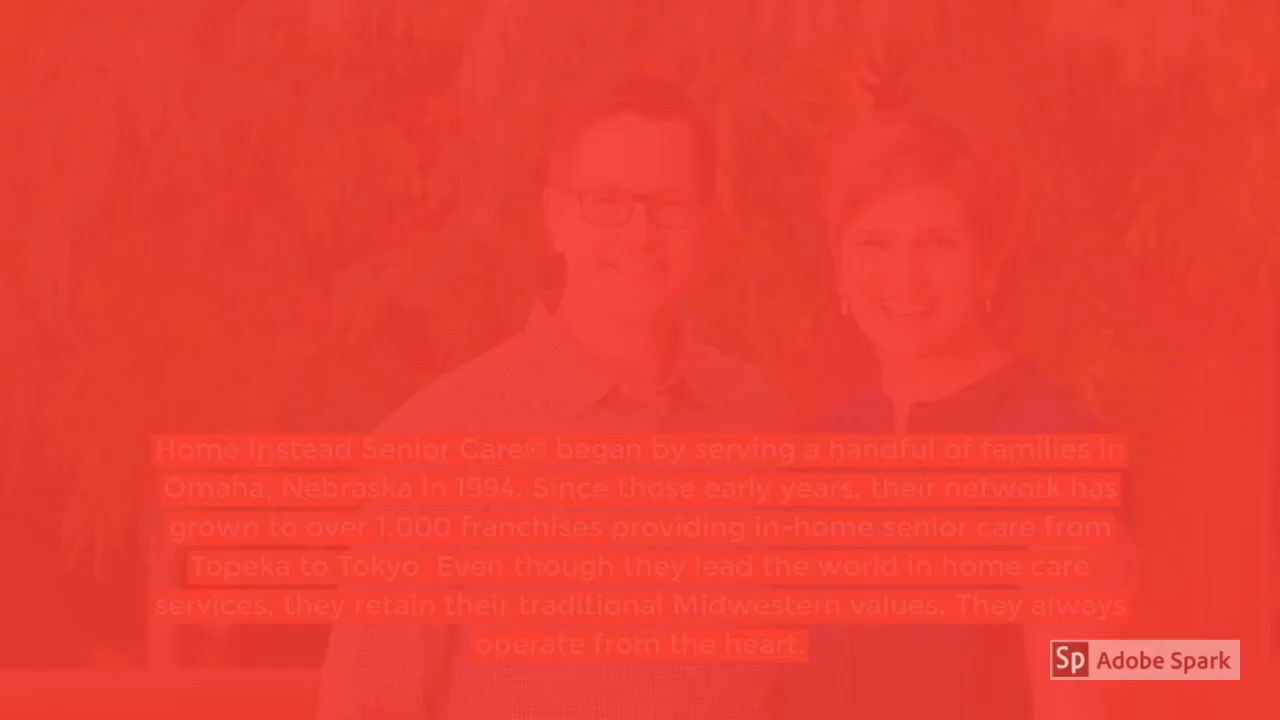 Home Instead Senior Care® began by serving a handful of families in
Omaha, Nebraska in 1994. Since those early years, their network has
grown to over 1,000 franchises providing in-home senior care from
Topeka to Tokyo. Even though they lead the world in home care
services, they retain their traditional Midwestern values. They always
operate from the heart.
Sp Adobe Spark